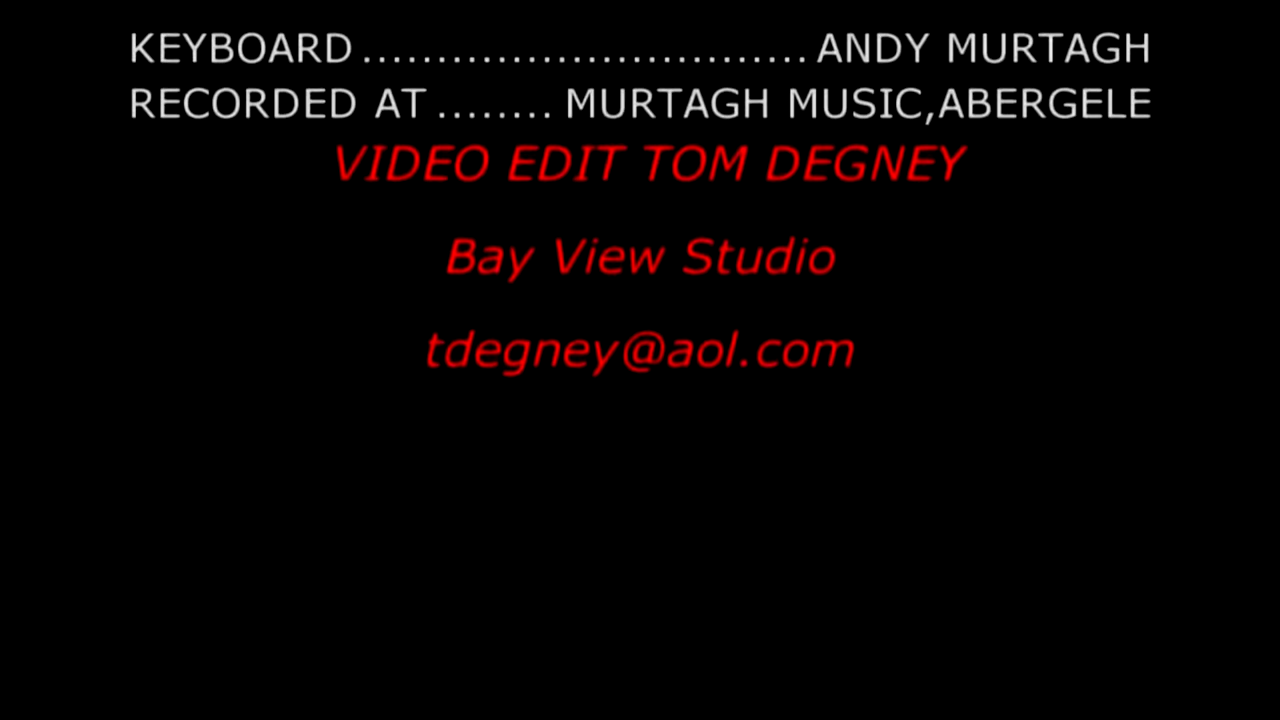 KEYBOARD.............................. ANDY MURTAGH
RECORDED AT ........ MURTAGH MUSIC,ABERGELE
VIDEO EDIT TOM DEGNEY
Bay View Studio
tdegney@aol.com